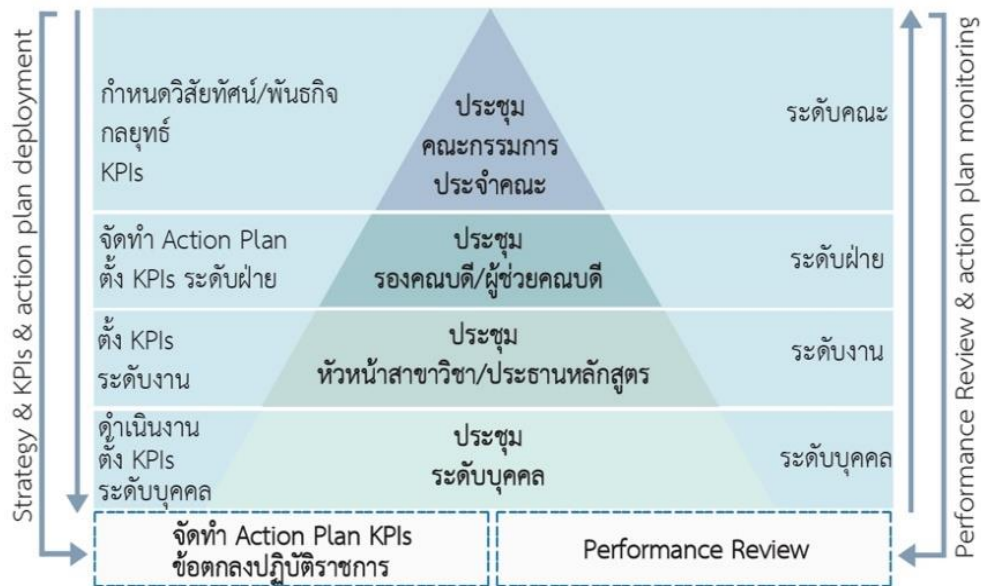 Strategy & KPIs & action plan deployment
กำหนดวิสัยทัศน์/พันธกิจ
กลยุทธ์
KPIs
ประชุม
คณะกรรมการ
ประจำคณะ
ระดับคณะ
จัดทำ Action Plan
ตั้ง KPIs ระดับฝ่าย
ประชุม
รองคณบดี/ผู้ช่วยคณบดี
ระดับฝ่าย
ตั้ง KPIs
ระดับงาน
ประชุม
หัวหน้าสาขาวิชา/ประธานหลักสูตร
ระดับงาน
ดำเนินงาน
ตั้ง KPIs
ระดับบุคคล
ประชุม
ระดับบุคคล
ระดับบุคคล
จัดทำ Action Plan KPIs
ข้อตกลงปฏิบัติราชการ
Performance Review
Performance Review & action plan monitoring